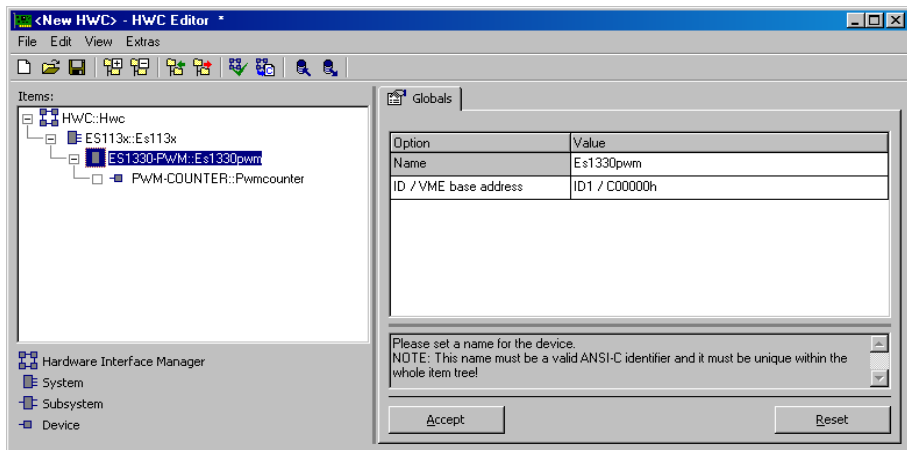 <New HWC> - HWC Editor *
File Edit View Extras
Items:
HWC::Hwc
ES113x::Es113x
ES1330-PWM::Es1330pwm
PWM-COUNTER::Pwmcounter
Hardware Interface Manager
System
Subsystem
Device
Globals
Option Value
Name Es1330pwm
ID / VME base address ID1 / C00000h
Please set a name for the device.
NOTE: This name must be a valid ANSI-C identifier and it must be unique within the
whole item tree!
Accept Reset